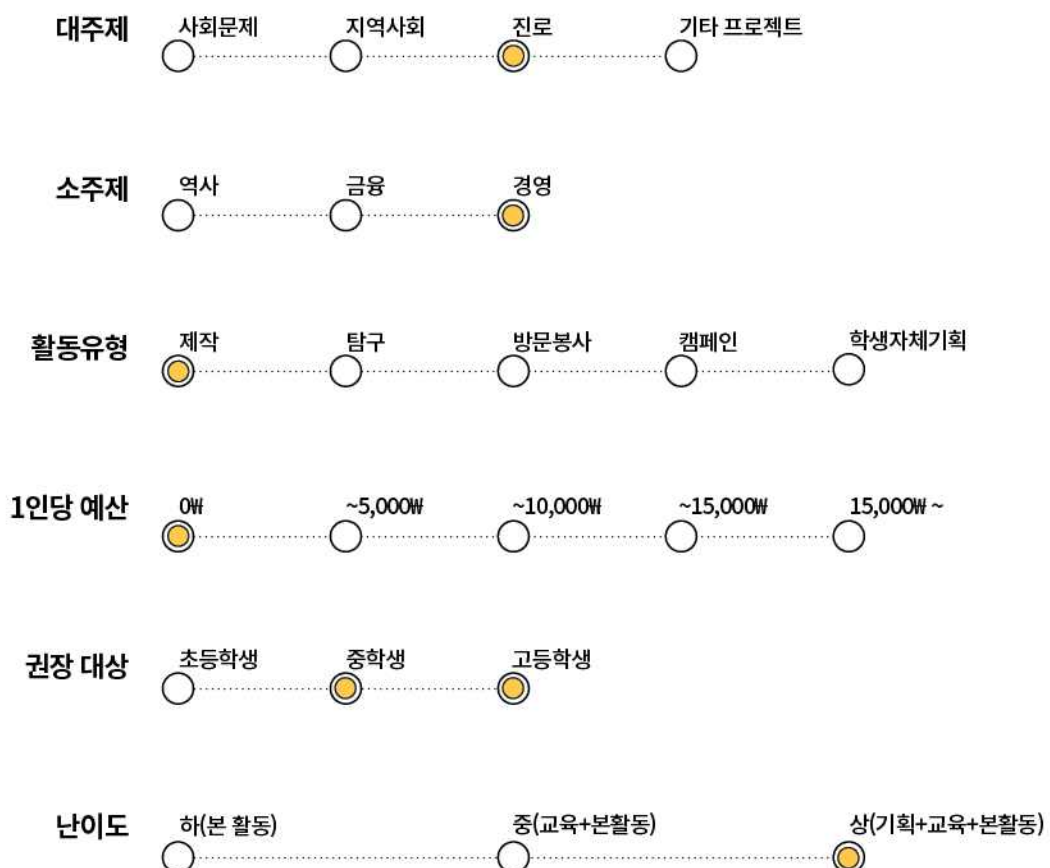 대주제 사회문제 지역사회 진로 기타 프로젝트
소주제 역사 금융 경영
활동유형 제작 탐구 방문봉사 캠페인 학생자체기획
1인당 예산 0₩ ~5,000₩ ~10,000₩ ~15,000₩ 15,000₩ ~
권장 대상 초등학생 중학생 고등학생
난이도 하(본 활동) 중(교육+본활동) 상(기획+교육+본활동)